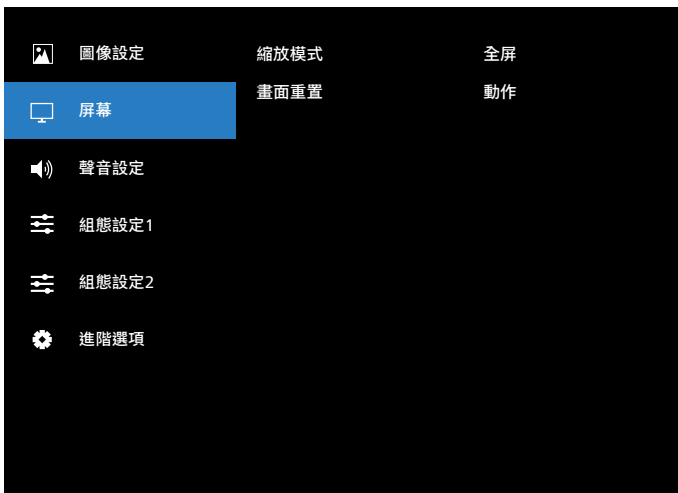 圖像設定
屏幕
聲音設定
組態設定1
組態設定2
進階選項
縮放模式 全屏
畫面重置 動作